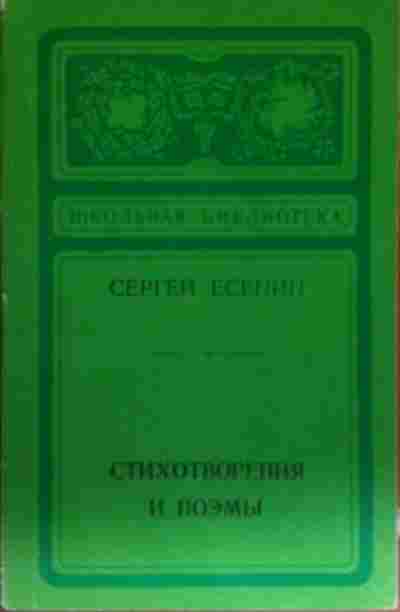 ШКОЛЬНАЯ БИБЛИОТЕКА
СЕРГЕЙ ЕСЕНИН
СТИХОТВОРЕНИЯ
И ПОЭМЫ